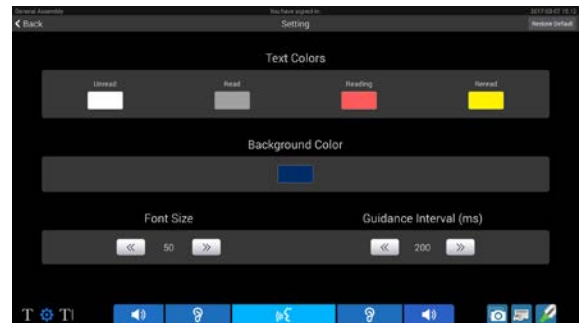 General Assembly You have signed in 2017-03-07 15:12
Back Setting Restore Default
Text Colors
Unread Read Reading Reread
Background Color
Font Size Guidance Interval (ms)
50 200
T T